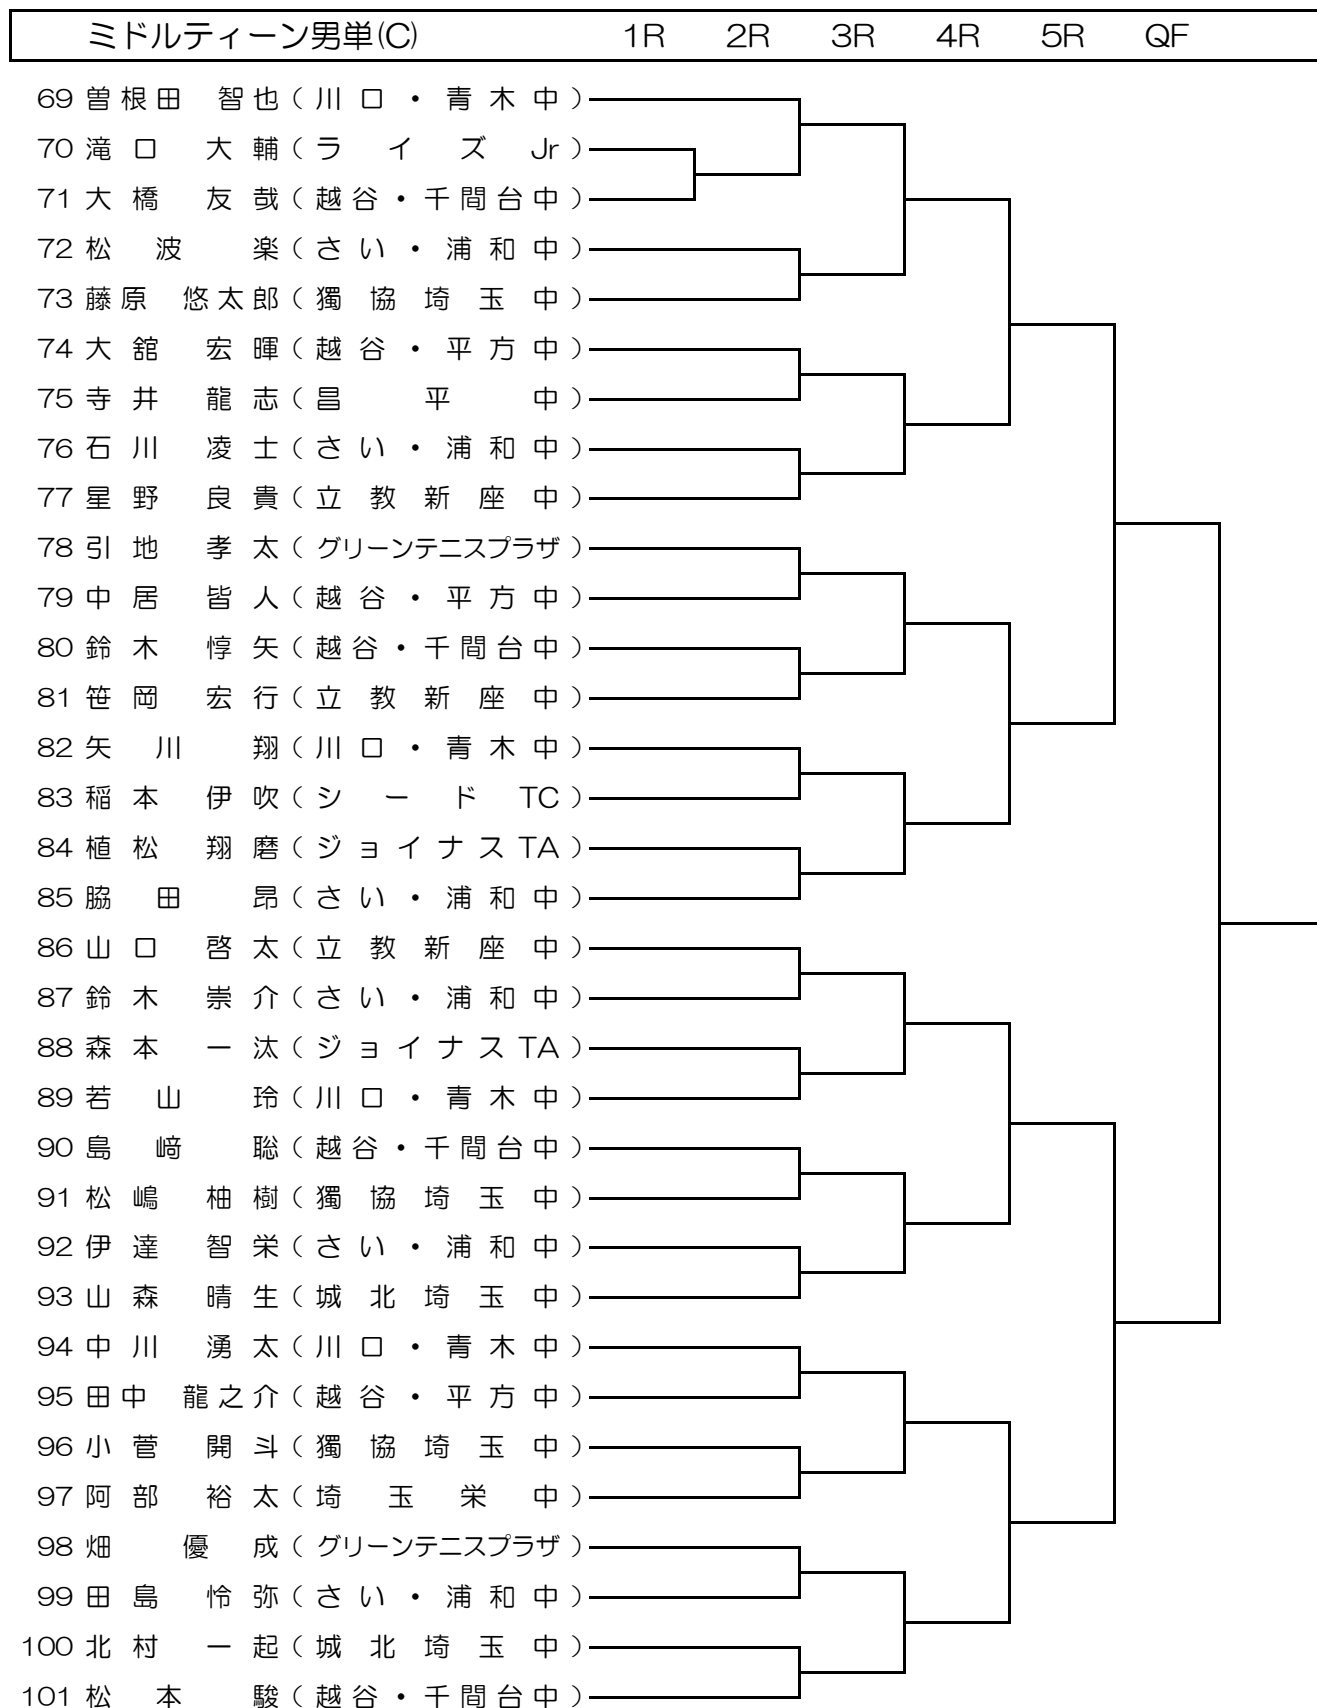 ミドルティーン男単(C) 1R 2R 3R 4R 5R QF
69 曽根田 智也 ( 川口・青木中 )
70 滝口 大輔 ( ライズ Jr )
71 大橋 友哉 ( 越谷・千間台中 )
72 松波 楽 ( さい・浦和中 )
73 藤原 悠太郎 ( 獨協埼玉中 )
74 大舘 宏暉 ( 越谷・平方中 )
75 寺井 龍志 ( 昌平中 )
76 石川 凌士 ( さい・浦和中 )
77 星野 良貴 ( 立教新座中 )
78 引地 孝太 ( グリーンテニスプラザ )
79 中居 皆人 ( 越谷・平方中 )
80 鈴木 惇矢 ( 越谷・千間台中 )
81 笹岡 宏行 ( 立教新座中 )
82 矢川 翔 ( 川口・青木中 )
83 稲本 伊吹 ( シード TC )
84 植松 翔磨 ( ジョイナス TA )
85 脇田 昂 ( さい・浦和中 )
86 山口 啓太 ( 立教新座中 )
87 鈴木 崇介 ( さい・浦和中 )
88 森本 一汰 ( ジョイナス TA )
89 若山 玲 ( 川口・青木中 )
90 島﨑 聡 ( 越谷・千間台中 )
91 松嶋 柚樹 ( 獨協埼玉中 )
92 伊達 智栄 ( さい・浦和中 )
93 山森 晴生 ( 城北埼玉中 )
94 中川 湧太 ( 川口・青木中 )
95 田中 龍之介 ( 越谷・平方中 )
96 小菅 開斗 ( 獨協埼玉中 )
97 阿部 裕太 ( 埼玉栄中 )
98 畑 優成 ( グリーンテニスプラザ )
99 田島 怜弥 ( さい・浦和中 )
100 北村 一起 ( 城北埼玉中 )
101 松本 駿 ( 越谷・千間台中 )